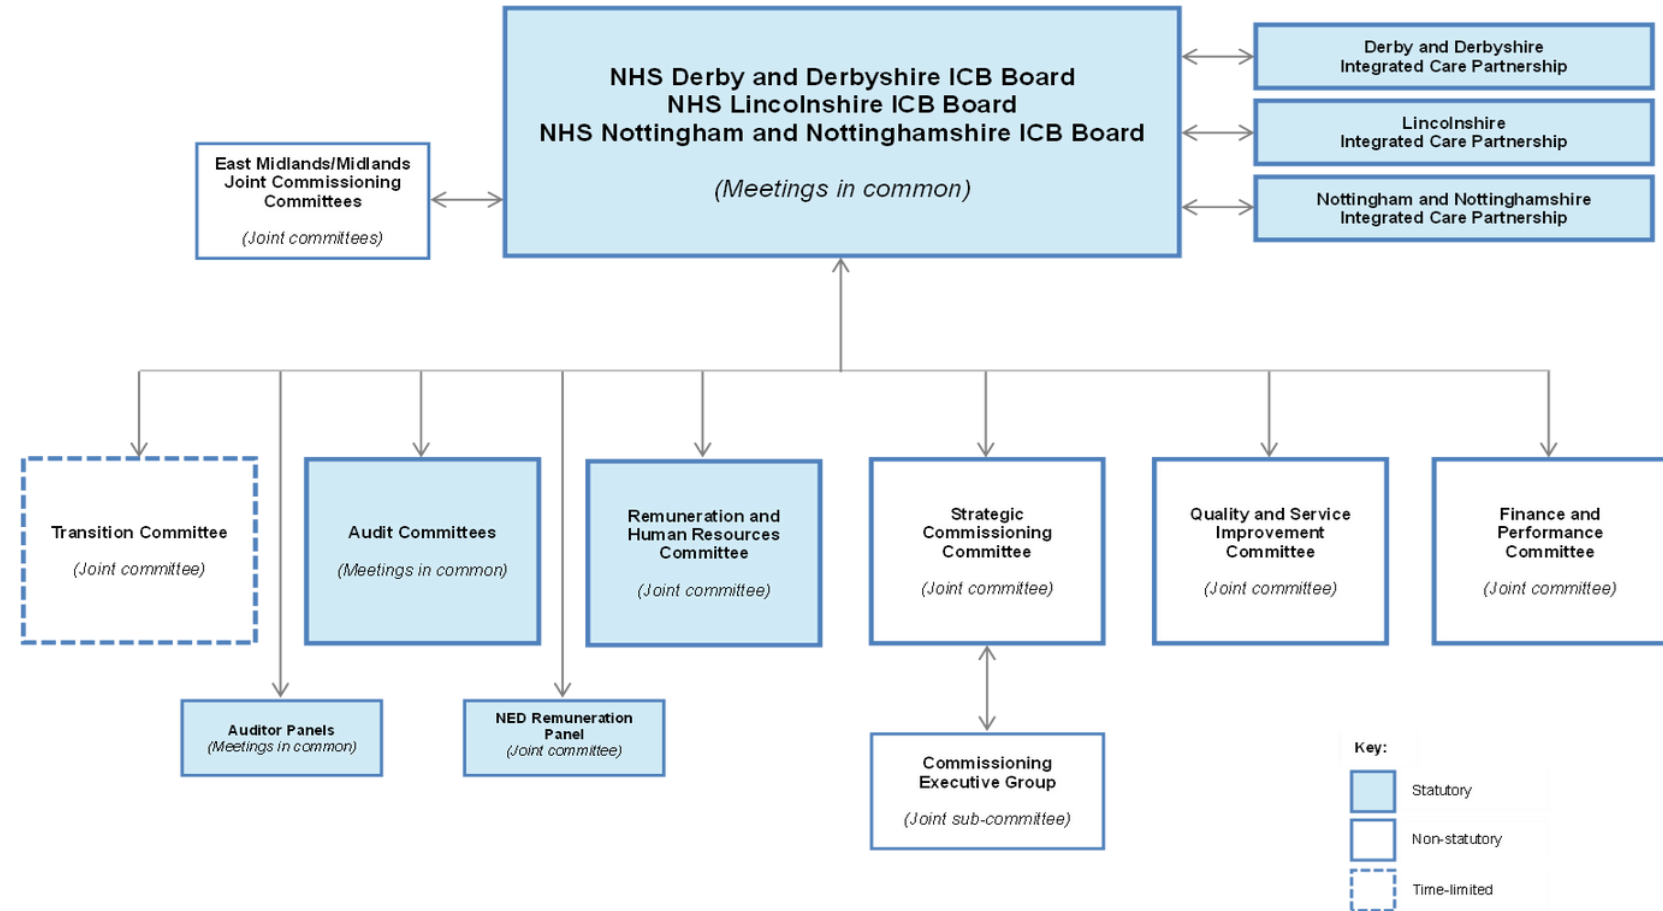 NHS Derby and Derbyshire ICB Board
NHS Lincolnshire ICB Board
NHS Nottingham and Nottinghamshire ICB Board
(Meetings in common)
Derby and Derbyshire
Integrated Care Partnership
Lincolnshire
Integrated Care Partnership
Nottingham and Nottinghamshire
Integrated Care Partnership
East Midlands/Midlands
Joint Commissioning
Committees
(Joint committees)
Transition Committee
(Joint committee)
Audit Committees
(Meetings in common)
Remuneration and
Human Resources
Committee
(Joint committee)
Strategic
Commissioning
Committee
(Joint committee)
Quality and Service
Improvement
Committee
(Joint committee)
Finance and
Performance
Committee
(Joint committee)
Auditor Panels
(Meetings in common)
NED Remuneration
Panel
(Joint committee)
Commissioning
Executive Group
(Joint sub-committee)
Key:
Statutory
Non-statutory
Time-limited